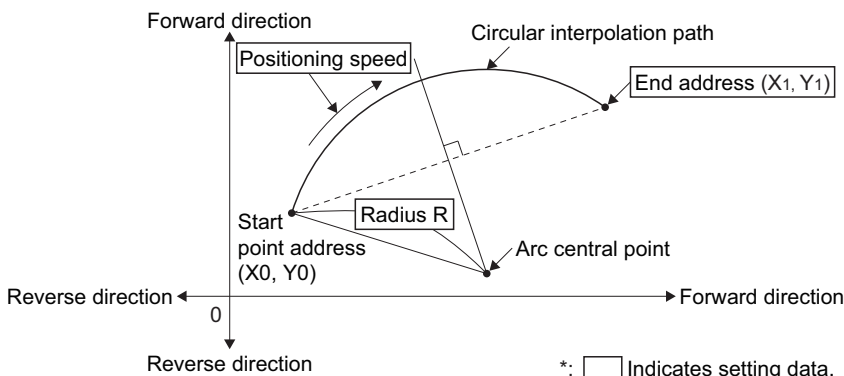 Forward direction
Circular interpolation path
Positioning speed
End address (X1, Y1)
Start
point address
(X0, Y0)
Radius R
Arc central point
Reverse direction
Forward direction
0
Reverse direction
*: Indicates setting data.